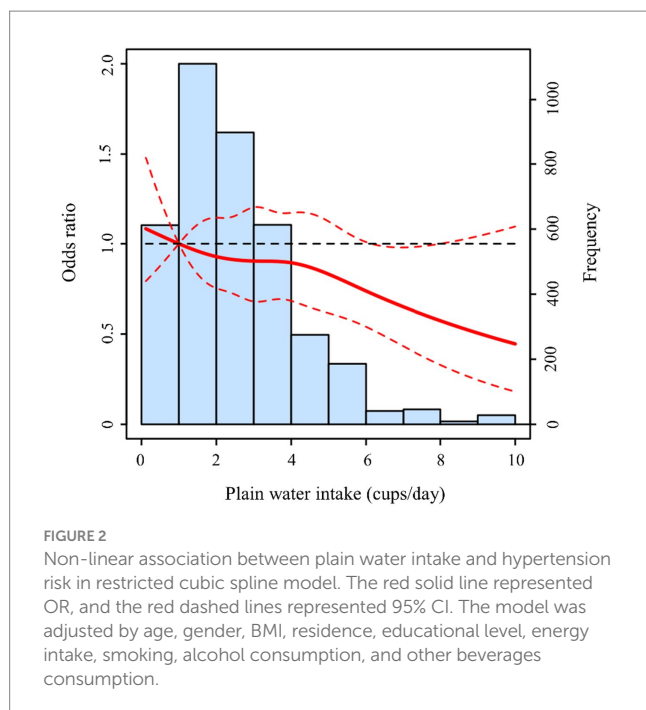 2.0
1.5
1.0
0.5
0
Odds ratio
1000
800
600
400
200
0
Frequency
0 2 4 6 8 10
Plain water intake (cups/day)
FIGURE 2
Non-linear association between plain water intake and hypertension
risk in restricted cubic spline model. The red solid line represented
OR, and the red dashed lines represented 95% CI. The model was
adjusted by age, gender, BMI, residence, educational level, energy
intake, smoking, alcohol consumption, and other beverages
consumption.